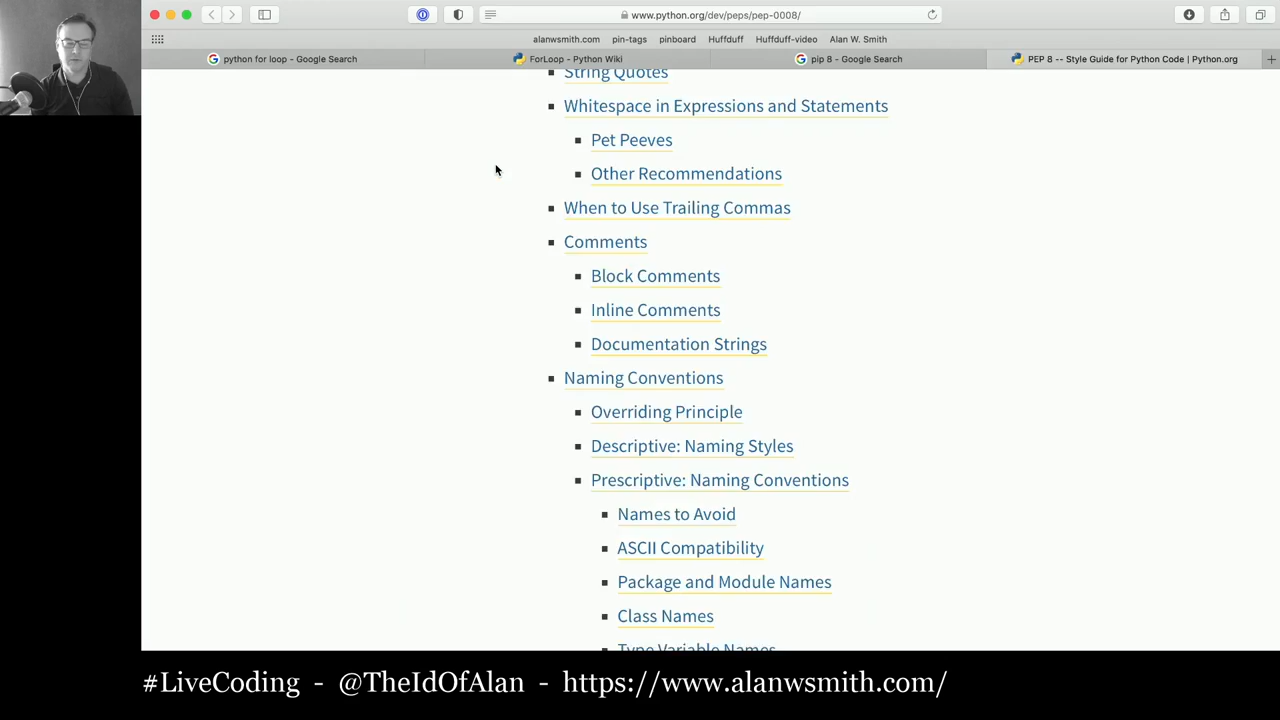 www.python.org/dev/peps/pep-0008/
alanwsmith.com pin-tags pinboard Huffduff Huffduff-video Alan W. Smith
python for loop - Google Search ForLoop - Python Wiki pip 8 - Google Search PEP 8 -- Style Guide for Python Code | Python.org
String Quotes
Whitespace in Expressions and Statements
Pet Peeves
Other Recommendations
When to Use Trailing Commas
Comments
Block Comments
Inline Comments
Documentation Strings
Naming Conventions
Overriding Principle
Descriptive: Naming Styles
Prescriptive: Naming Conventions
Names to Avoid
ASCII Compatibility
Package and Module Names
Class Names
Type Variable Names
#LiveCoding - @TheIdOfAlan - https://www.alanwsmith.com/